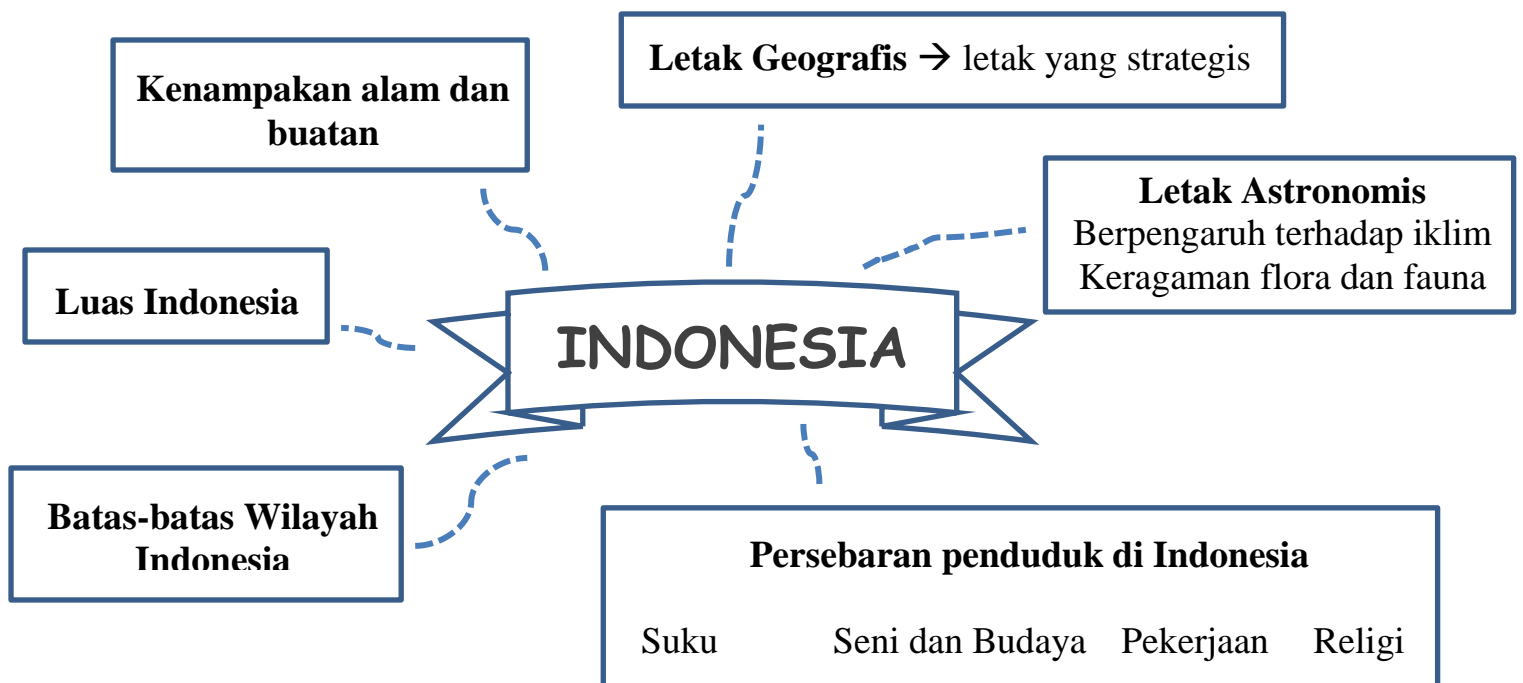 Letak Geografis → letak yang strategis
Kenampakan alam dan
buatan
Letak Astronomis
Berpengaruh terhadap iklim
Keragaman flora dan fauna
Luas Indonesia
INDONESIA
Batas-batas Wilayah
Indonesia
Persebaran penduduk di Indonesia
Suku Seni dan Budaya Pekerjaan Religi